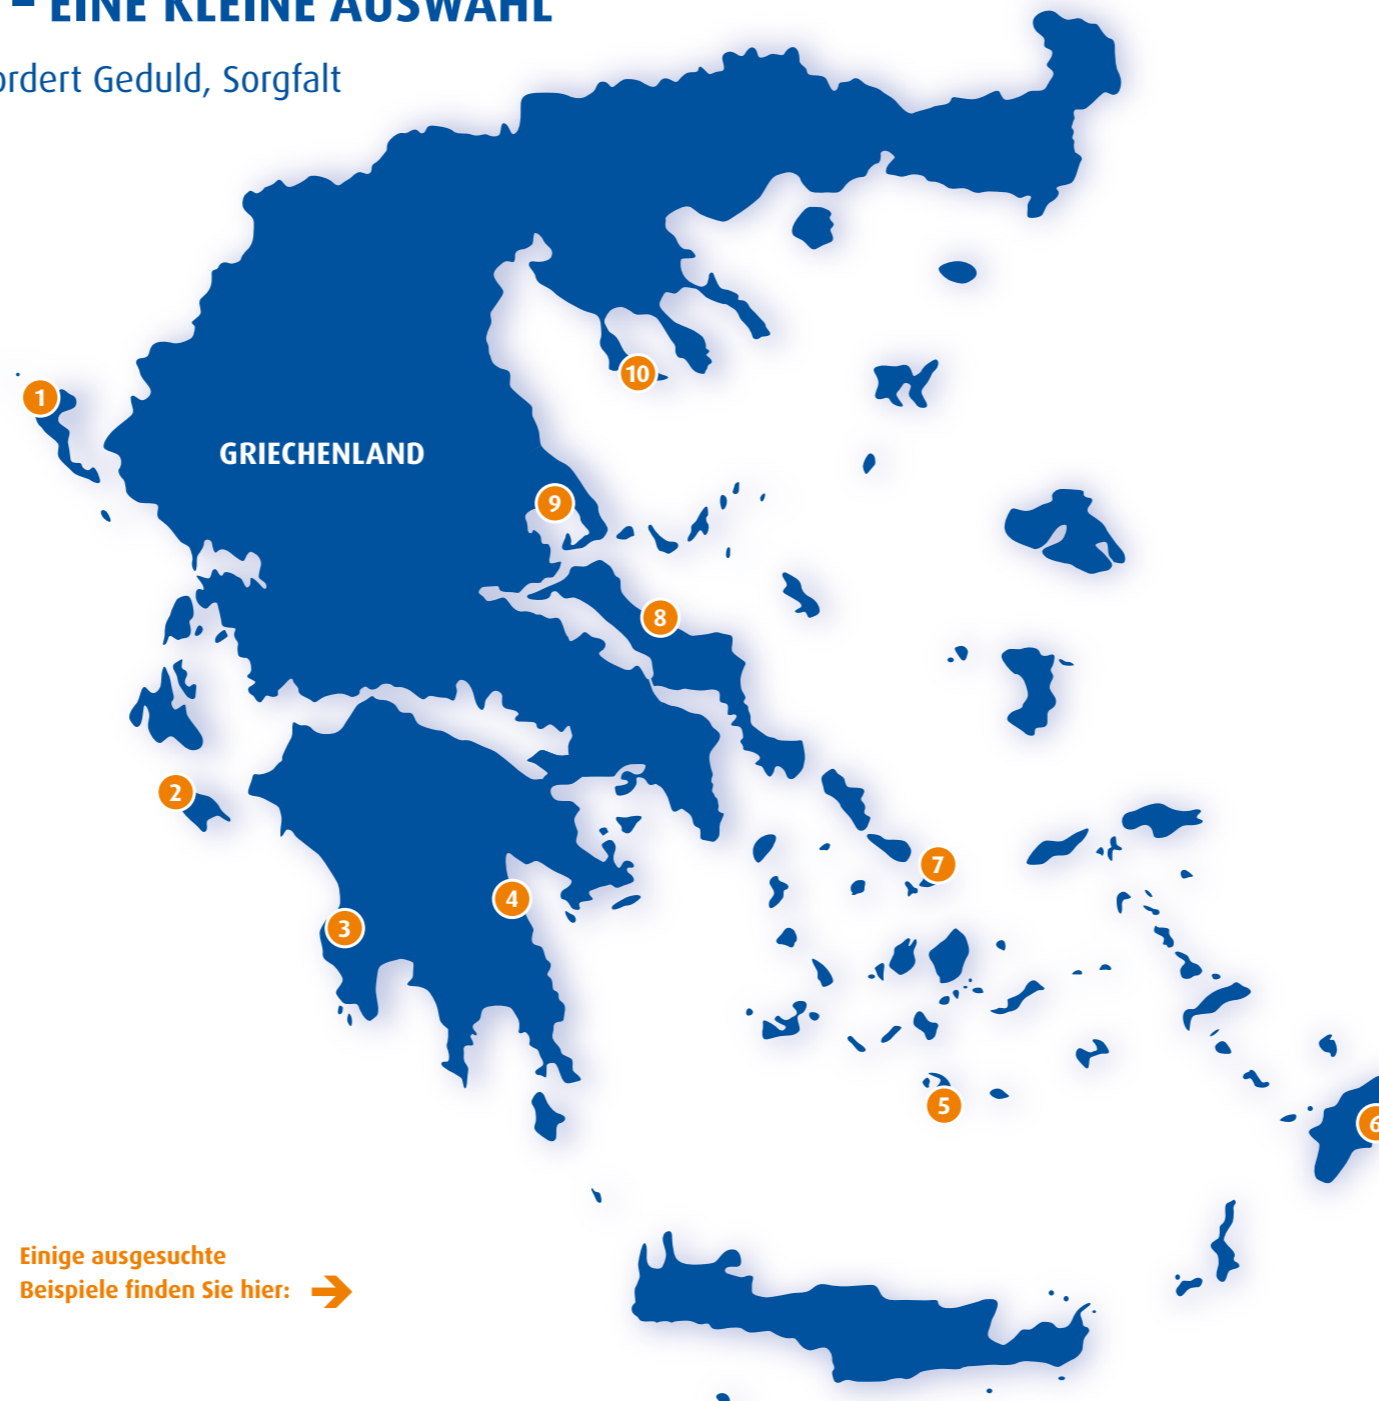 – EINE KLEINE AUSWAHL
ordert Geduld, Sorgfalt
10
1
GRIECHENLAND
9
8
2
7
4
3
5
6
Einige ausgesuchte
Beispiele finden Sie hier: